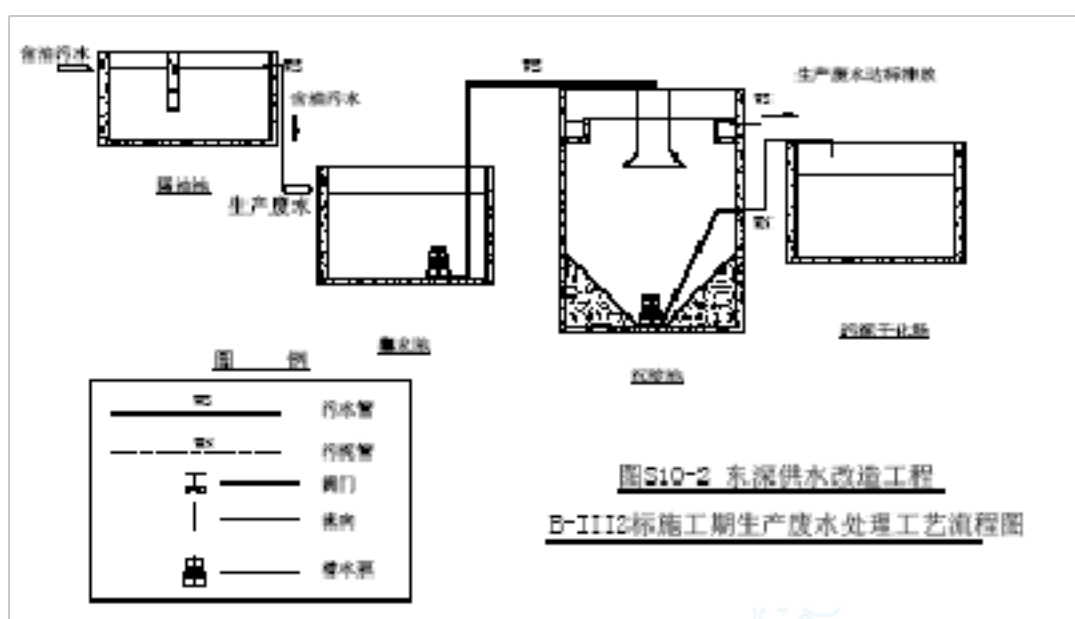 含油污水
含油污水
生产废水达标排放
隔油池
生产废水
集水池
沉淀池
污泥干化场
图 例
污水管
污泥管
阀门
流向
潜水泵
图S10-2 东深供水改造工程
B-III2标施工期生产废水处理工艺流程图